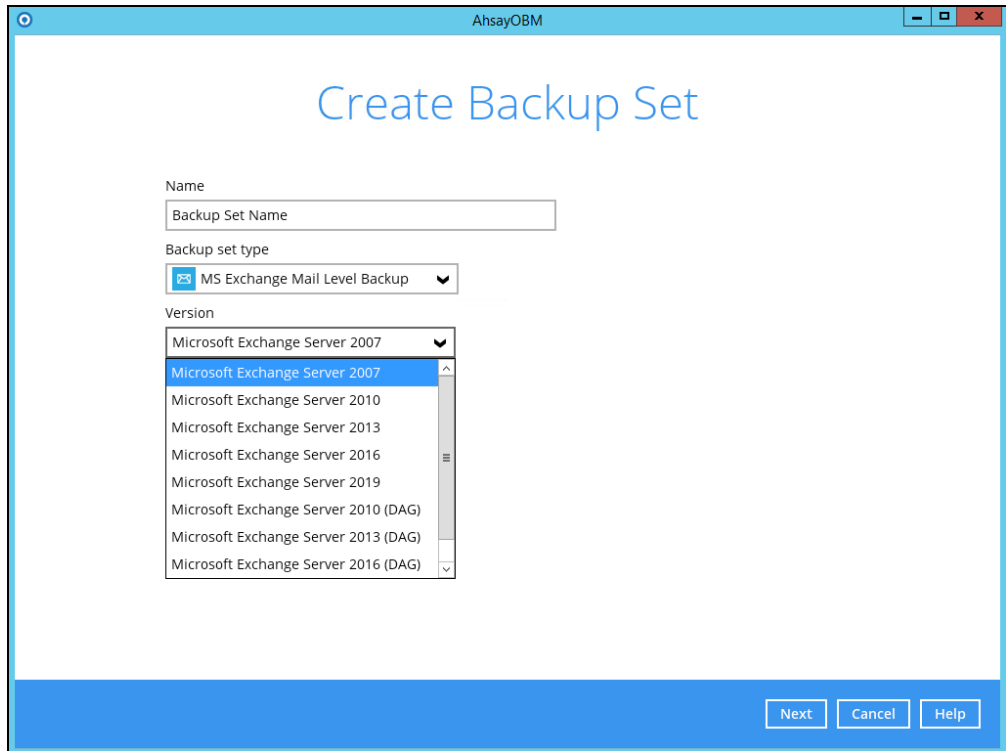 AhsayOBM
Create Backup Set
Name
Backup Set Name
Backup set type
MS Exchange Mail Level Backup
Version
Microsoft Exchange Server 2007
Microsoft Exchange Server 2007
Microsoft Exchange Server 2010
Microsoft Exchange Server 2013
Microsoft Exchange Server 2016
Microsoft Exchange Server 2019
Microsoft Exchange Server 2010 (DAG)
Microsoft Exchange Server 2013 (DAG)
Microsoft Exchange Server 2016 (DAG)
Next Cancel Help